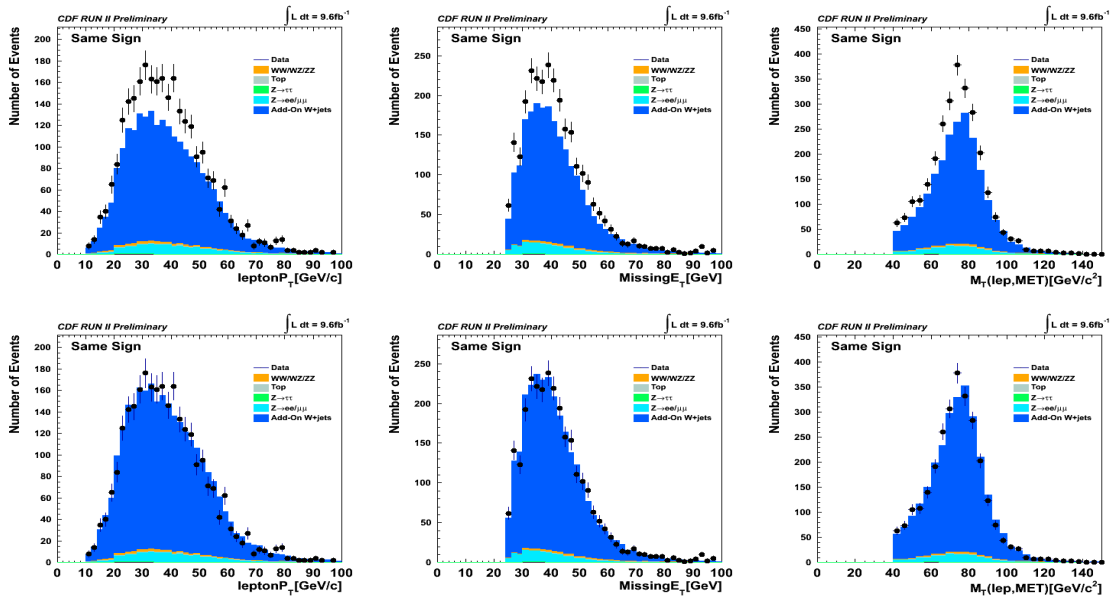 CDF RUN II Preliminary
∫ L dt = 9.6fb⁻¹
Same Sign
Number of Events
200
180
160
140
120
100
80
60
40
20
0
Data
WW/WZ/ZZ
Top
Z→ττ
Z→ee/μμ
Add-On W+jets
0 10 20 30 40 50 60 70 80 90 100
leptonP_T[GeV/c]
CDF RUN II Preliminary
∫ L dt = 9.6fb⁻¹
Same Sign
Number of Events
250
200
150
100
50
0
Data
WW/WZ/ZZ
Top
Z→ττ
Z→ee/μμ
Add-On W+jets
0 10 20 30 40 50 60 70 80 90 100
MissingE_T[GeV]
CDF RUN II Preliminary
∫ L dt = 9.6fb⁻¹
Same Sign
Number of Events
450
400
350
300
250
200
150
100
50
0
Data
WW/WZ/ZZ
Top
Z→ττ
Z→ee/μμ
Add-On W+jets
0 20 40 60 80 100 120 140
M_T(lep,MET)[GeV/c²]
CDF RUN II Preliminary
∫ L dt = 9.6fb⁻¹
Same Sign
Number of Events
200
180
160
140
120
100
80
60
40
20
0
Data
WW/WZ/ZZ
Top
Z→ττ
Z→ee/μμ
Add-On W+jets
0 10 20 30 40 50 60 70 80 90 100
leptonP_T[GeV/c]
CDF RUN II Preliminary
∫ L dt = 9.6fb⁻¹
Same Sign
Number of Events
250
200
150
100
50
0
Data
WW/WZ/ZZ
Top
Z→ττ
Z→ee/μμ
Add-On W+jets
0 10 20 30 40 50 60 70 80 90 100
MissingE_T[GeV]
CDF RUN II Preliminary
∫ L dt = 9.6fb⁻¹
Same Sign
Number of Events
450
400
350
300
250
200
150
100
50
0
Data
WW/WZ/ZZ
Top
Z→ττ
Z→ee/μμ
Add-On W+jets
0 20 40 60 80 100 120 140
M_T(lep,MET)[GeV/c²]